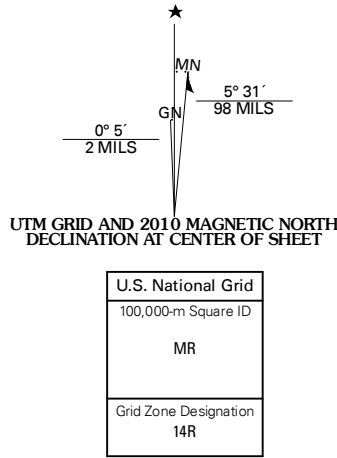 MN
GN
5° 31´
98 MILS
0° 5´
2 MILS
UTM GRID AND 2010 MAGNETIC NORTH
DECLINATION AT CENTER OF SHEET
U.S. National Grid
100,000-m Square ID
MR
Grid Zone Designation
14R